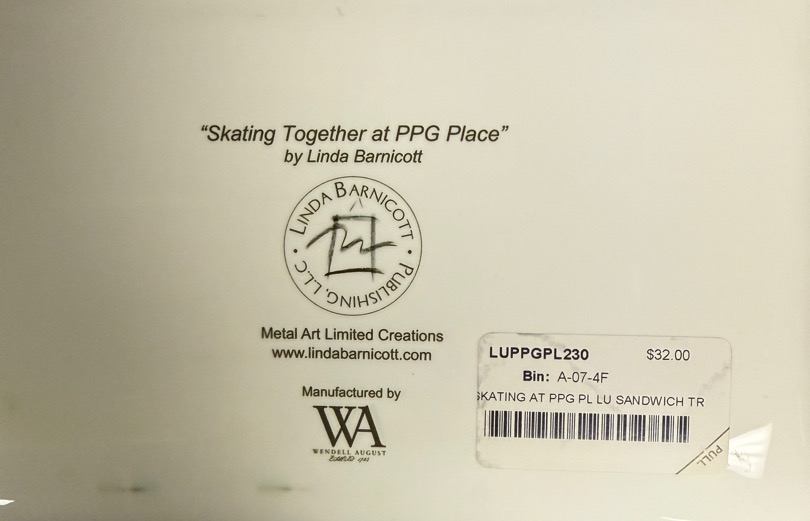 “Skating Together at PPG Place”
by Linda Barnicott
LINDA BARNICOTT • PUBLISHING, L.L.C. •
Metal Art Limited Creations
www.lindabarnicott.com
Manufactured by
WA
WENDELL AUGUST
LUPPGPL230 $32.00
Bin: A-07-4F
SKATING AT PPG PL LU SANDWICH TR
PULL